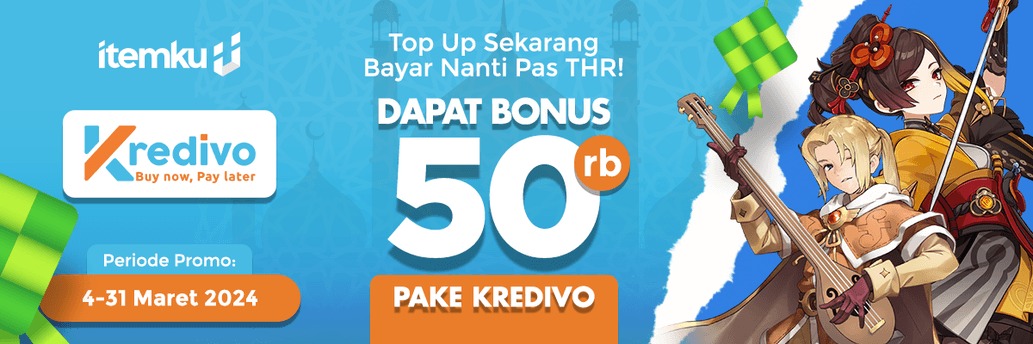 itemku
Kredivo
Buy now, Pay later
Periode Promo:
4-31 Maret 2024
Top Up Sekarang
Bayar Nanti Pas THR!
DAPAT BONUS
50 rb
PAKE KREDIVO